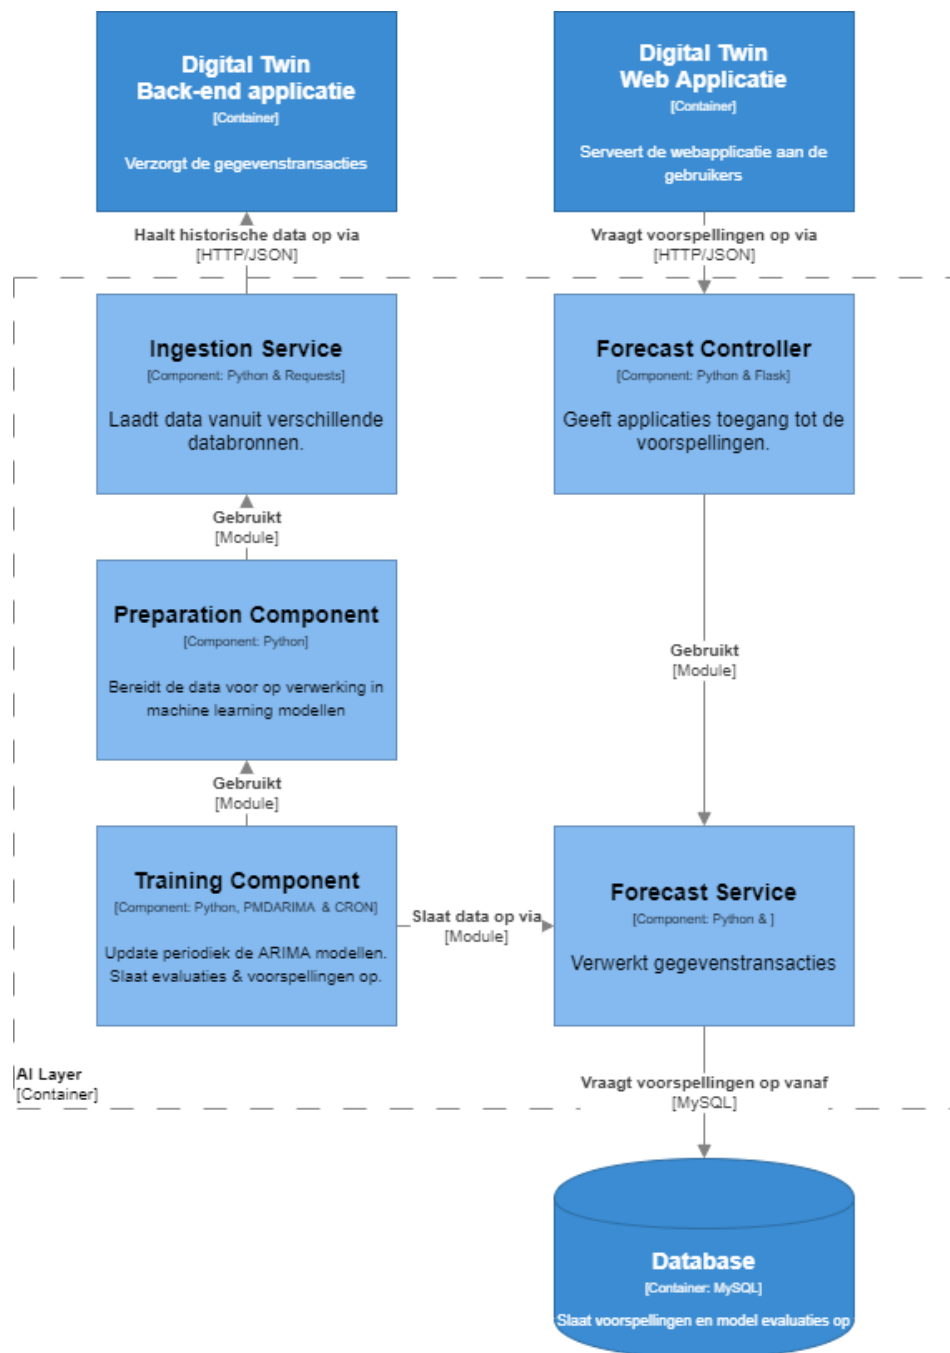 Digital Twin
Back-end applicatie
[Container]
Verzorgt de gegevenstransacties
Digital Twin
Web Applicatie
[Container]
Serveert de webapplicatie aan de
gebruikers
Haalt historische data op via
[HTTP/JSON]
Vraagt voorspellingen op via
[HTTP/JSON]
Ingestion Service
[Component: Python & Requests]
Laadt data vanuit verschillende
databronnen.
Forecast Controller
[Component: Python & Flask]
Geeft applicaties toegang tot de
voorspellingen.
Gebruikt
[Module]
Preparation Component
[Component: Python]
Bereidt de data voor op verwerking in
machine learning modellen
Gebruikt
[Module]
Gebruikt
[Module]
Training Component
[Component: Python, PMDARIMA & CRON]
Update periodiek de ARIMA modellen.
Slaat evaluaties & voorspellingen op.
Slaat data op via
[Module]
Forecast Service
[Component: Python & ]
Verwerkt gegevenstransacties
AI Layer
[Container]
Vraagt voorspellingen op vanaf
[MySQL]
Database
[Container: MySQL]
Slaat voorspellingen en model evaluaties op